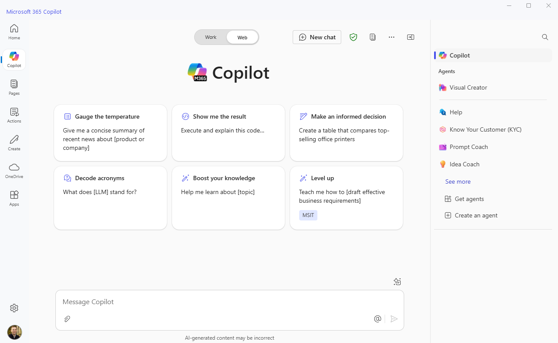 Microsoft 365 Copilot
Home
Copilot
Pages
Actions
Create
OneDrive
Apps
Work
Web
New chat
M365
Copilot
Gauge the temperature
Give me a concise summary of
recent news about [product or
company]
Show me the result
Execute and explain this code...
Make an informed decision
Create a table that compares top-
selling office printers
Decode acronyms
What does [LLM] stand for?
Boost your knowledge
Help me learn about [topic]
Level up
Teach me how to [draft effective
business requirements]
MSIT
Message Copilot
AI-generated content may be incorrect
Copilot
Agents
Visual Creator
Help
Know Your Customer (KYC)
Prompt Coach
Idea Coach
See more
Get agents
Create an agent